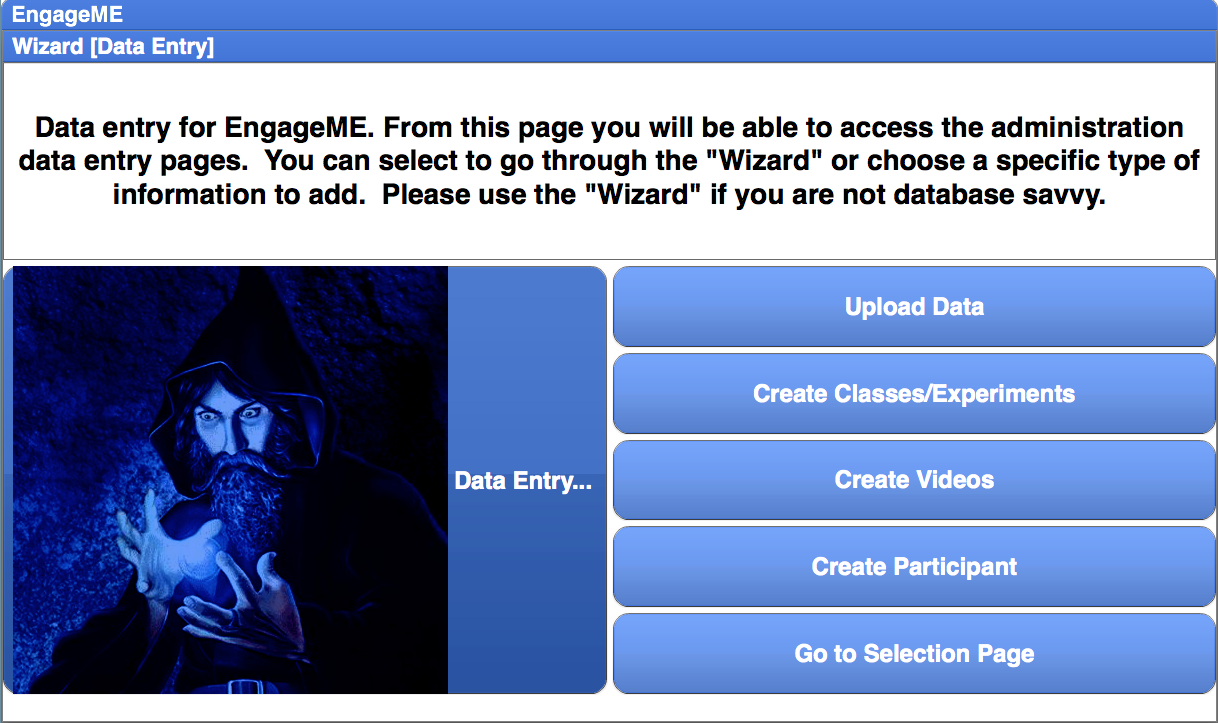 EngageME
Wizard [Data Entry]
Data entry for EngageME. From this page you will be able to access the administration
data entry pages.  You can select to go through the "Wizard" or choose a specific type of
information to add.  Please use the "Wizard" if you are not database savvy.
Data Entry...
Upload Data
Create Classes/Experiments
Create Videos
Create Participant
Go to Selection Page